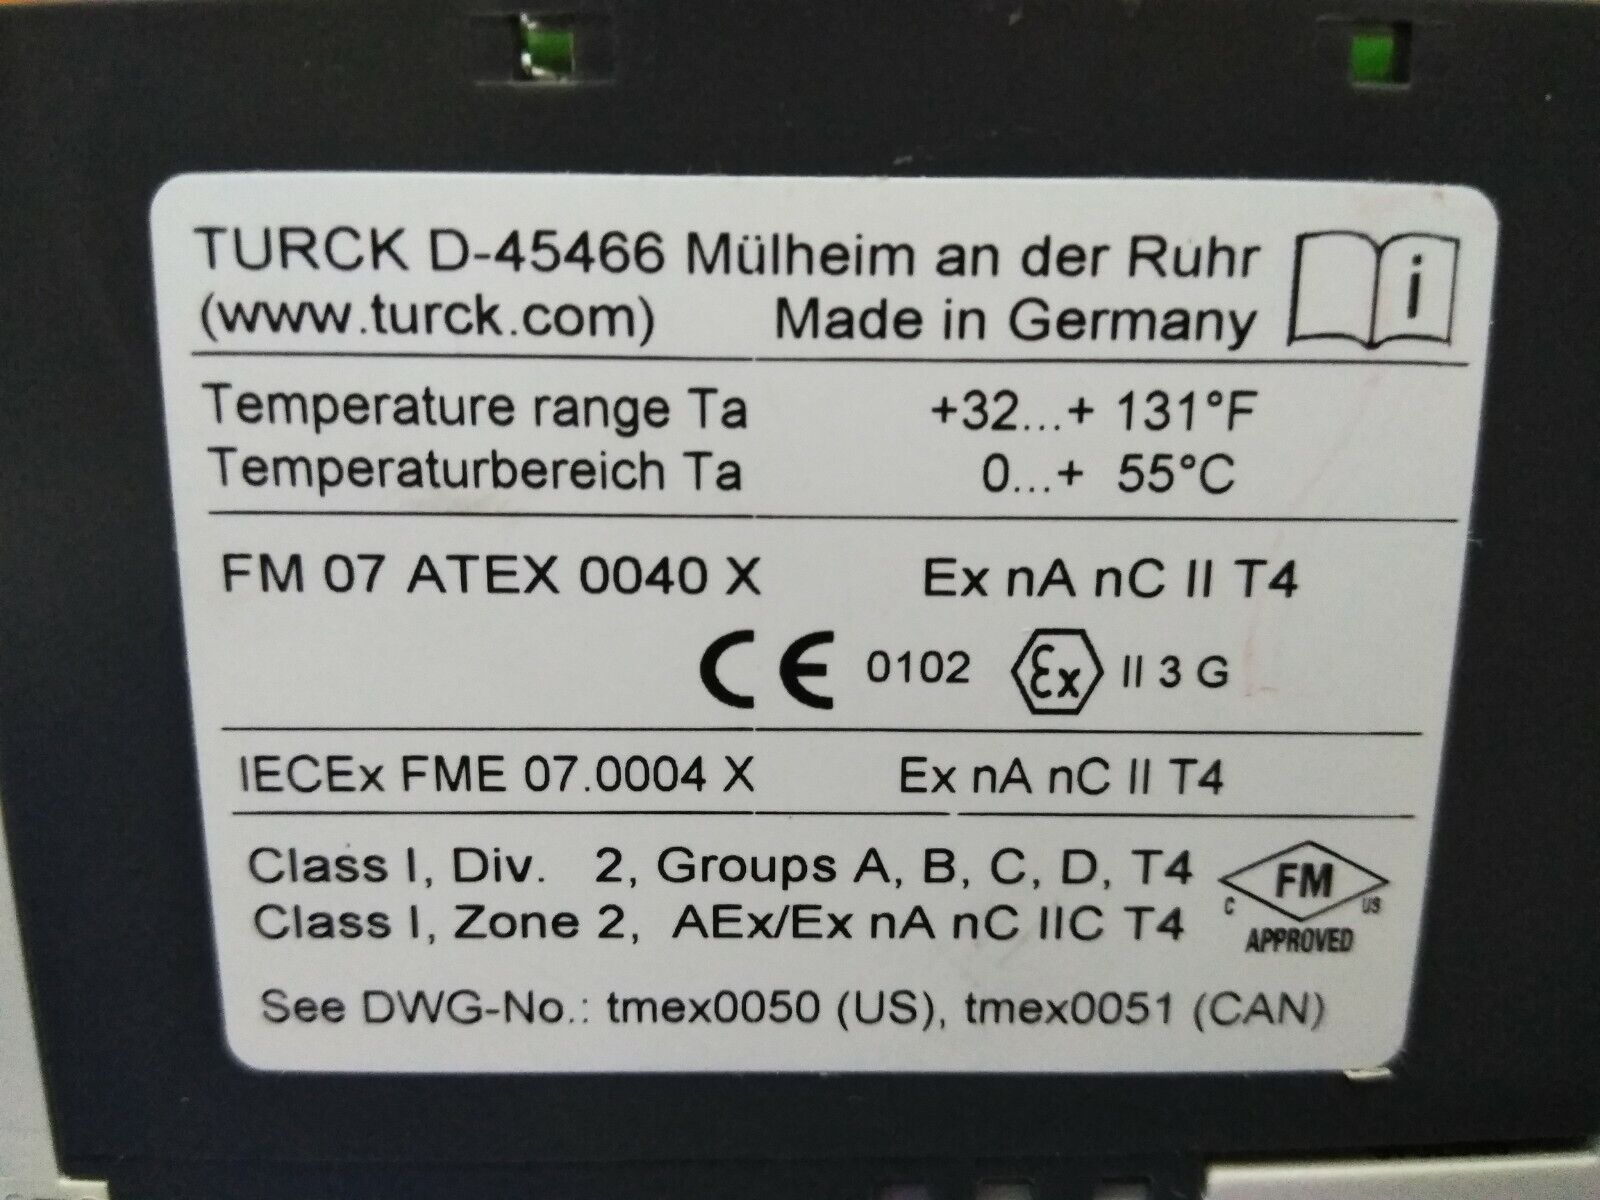 TURCK D-45466 Mülheim an der Ruhr
(www.turck.com) Made in Germany
i
Temperature range Ta +32...+ 131°F
Temperaturbereich Ta 0...+ 55°C
FM 07 ATEX 0040 X Ex nA nC II T4
CE 0102 Ex II 3 G
IECEx FME 07.0004 X Ex nA nC II T4
Class I, Div. 2, Groups A, B, C, D, T4
Class I, Zone 2, AEx/Ex nA nC IIC T4
FM
C US
APPROVED
See DWG-No.: tmex0050 (US), tmex0051 (CAN)